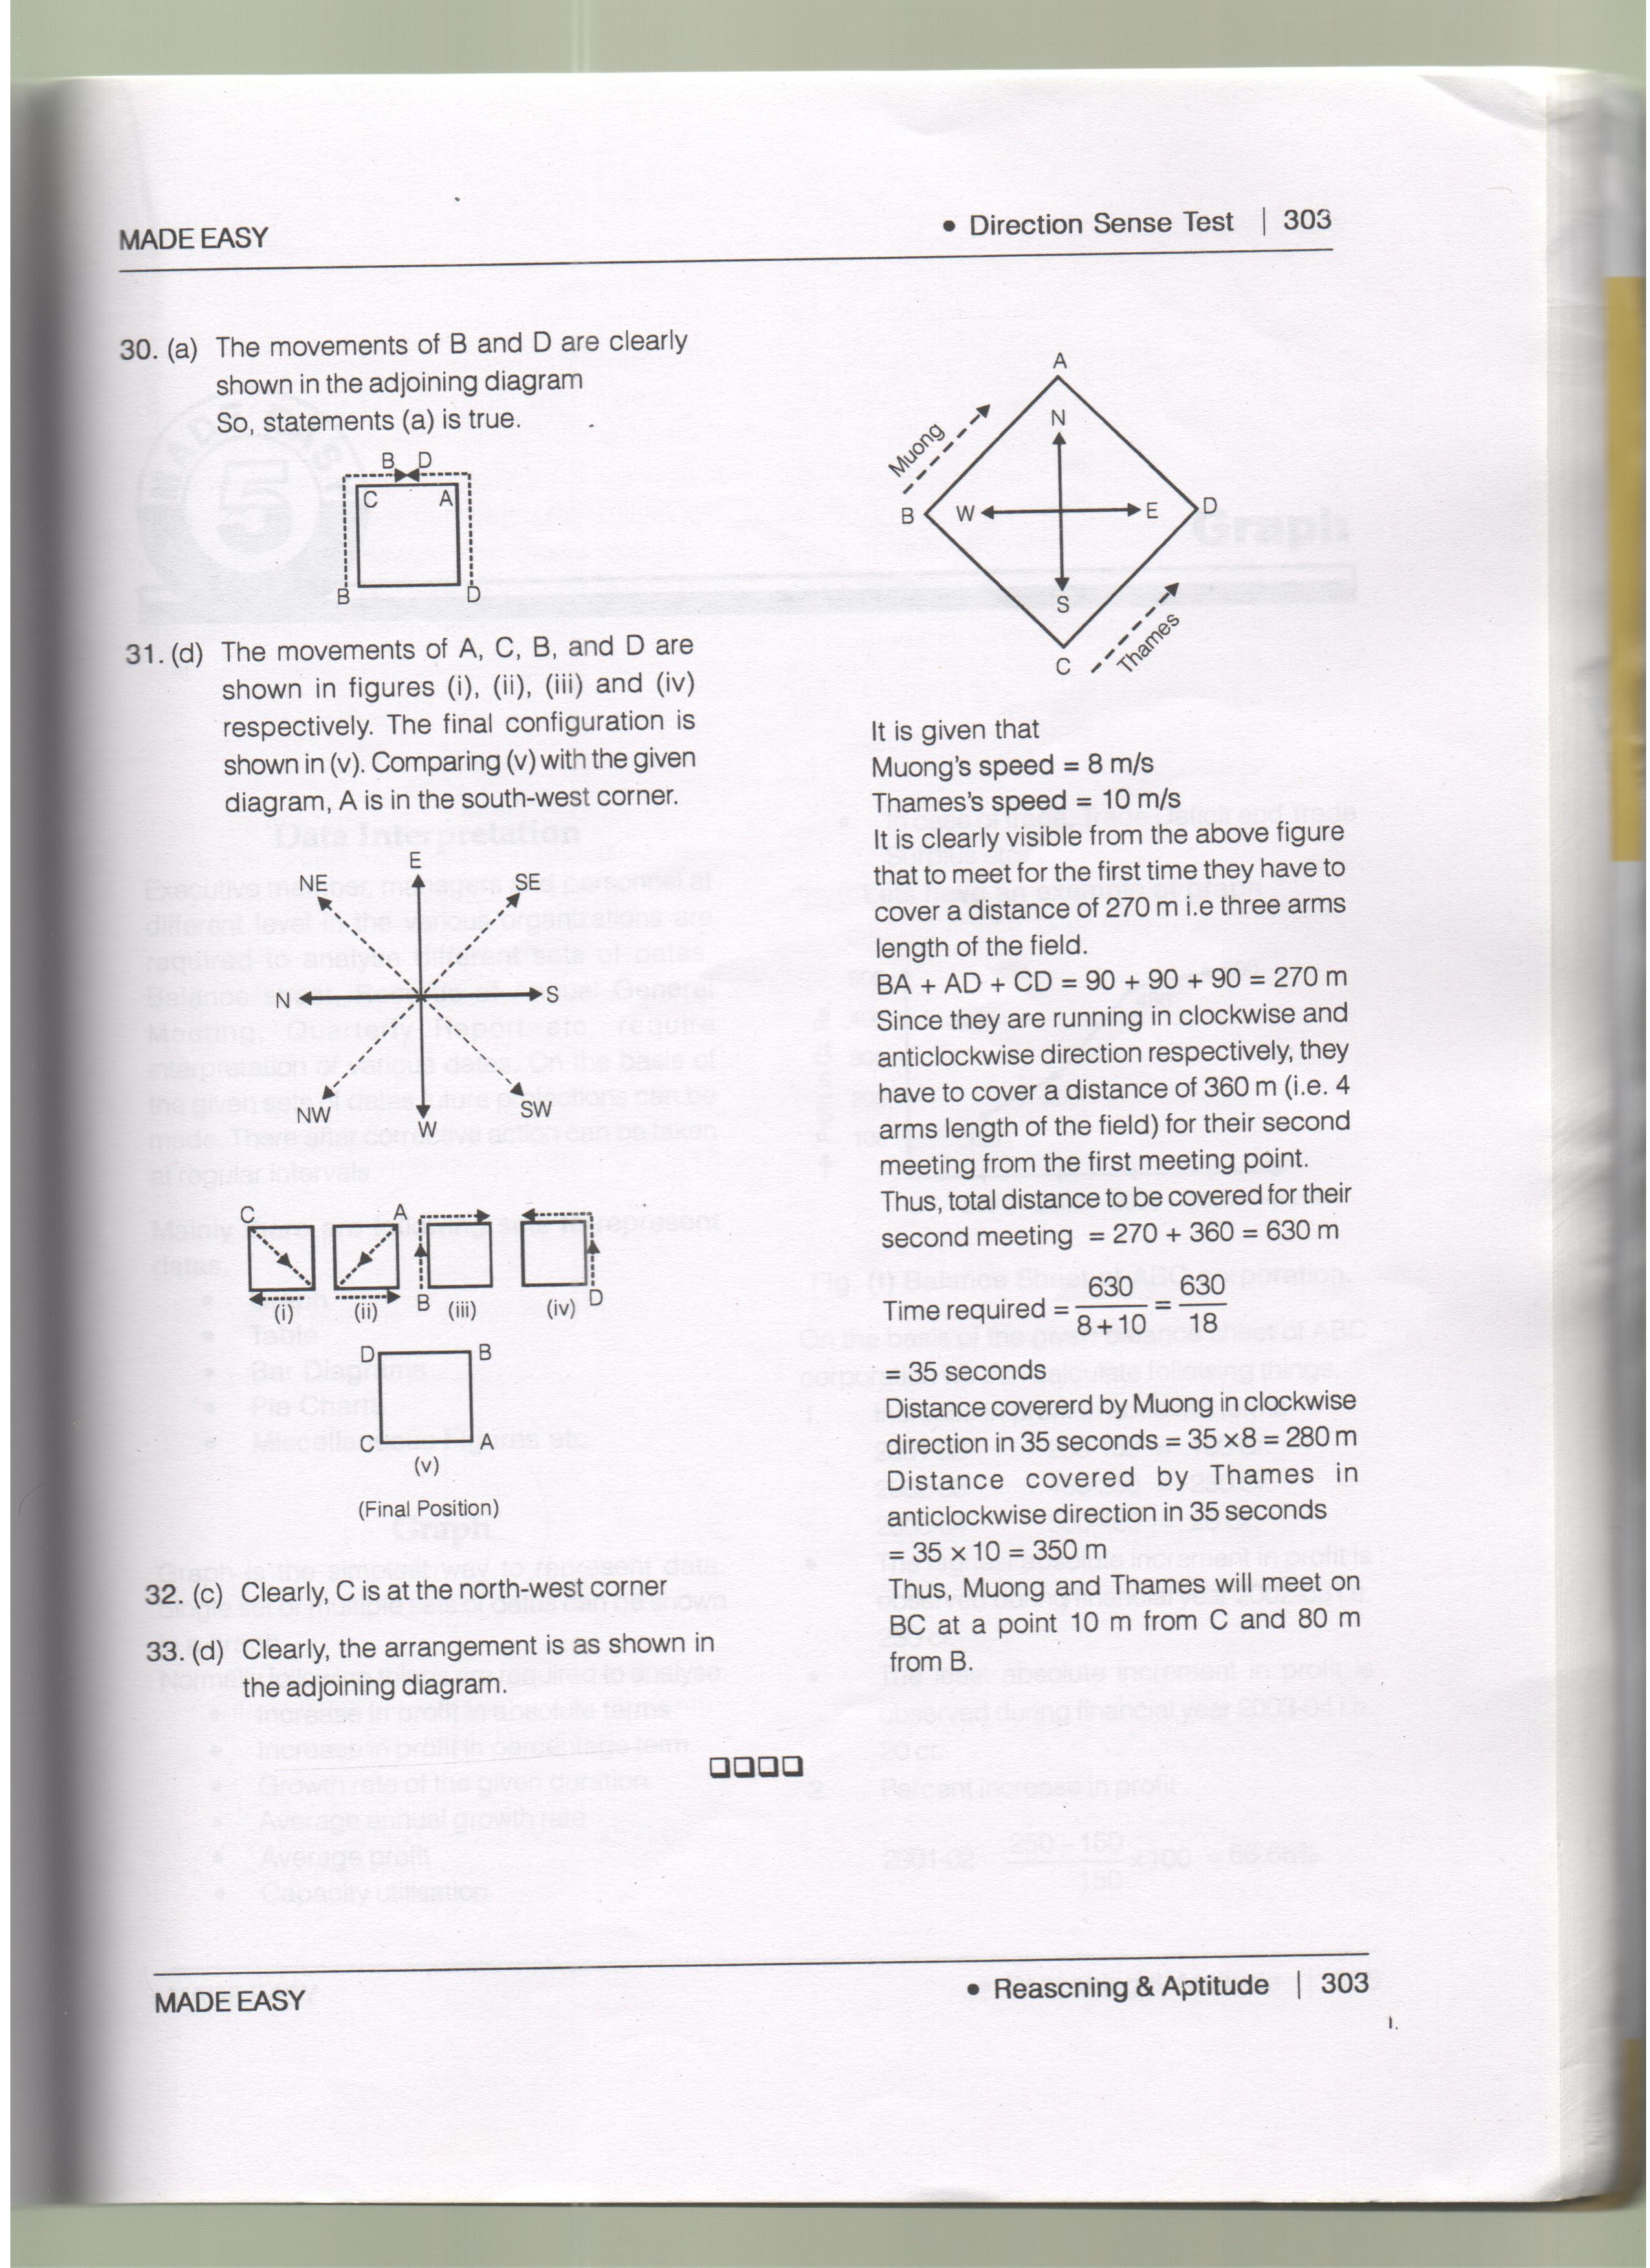 MADE EASY
• Direction Sense Test | 303
30. (a) The movements of B and D are clearly
shown in the adjoining diagram
So, statements (a) is true.
B D
C A
B D
31. (d) The movements of A, C, B, and D are
shown in figures (i), (ii), (iii) and (iv)
respectively. The final configuration is
shown in (v). Comparing (v) with the given
diagram, A is in the south-west corner.
E
NE SE
N S
NW SW
W
C A
B D
(i) (ii) (iii) (iv)
D B
C A
(v)
(Final Position)
32. (c) Clearly, C is at the north-west corner
33. (d) Clearly, the arrangement is as shown in
the adjoining diagram.
A
Muong
N
B W E D
S
C
Thames
It is given that
Muong's speed = 8 m/s
Thames's speed = 10 m/s
It is clearly visible from the above figure
that to meet for the first time they have to
cover a distance of 270 m i.e three arms
length of the field.
BA + AD + CD = 90 + 90 + 90 = 270 m
Since they are running in clockwise and
anticlockwise direction respectively, they
have to cover a distance of 360 m (i.e. 4
arms length of the field) for their second
meeting from the first meeting point.
Thus, total distance to be covered for their
second meeting = 270 + 360 = 630 m
Time required = 630/(8+10) = 630/18
= 35 seconds
Distance covererd by Muong in clockwise
direction in 35 seconds = 35 ×8 = 280 m
Distance covered by Thames in
anticlockwise direction in 35 seconds
= 35 × 10 = 350 m
Thus, Muong and Thames will meet on
BC at a point 10 m from C and 80 m
from B.
MADE EASY
• Reascning & Aptitude | 303